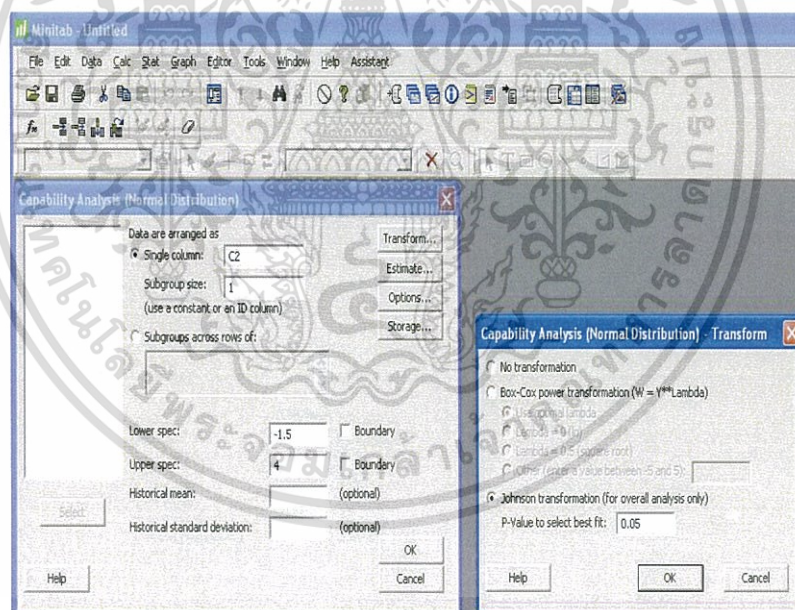 Minitab - Untitled
File Edit Data Calc Stat Graph Editor Tools Window Help Assistant
Capability Analysis (Normal Distribution)
Data are arranged as
Single column: C2
Subgroup size: 1
(use a constant or an ID column)
Subgroups across rows of:
Transform...
Estimate...
Options...
Storage...
Lower spec: -1.5 Boundary
Upper spec: 4 Boundary
Historical mean: (optional)
Historical standard deviation: (optional)
Select
OK
Help
Cancel
Capability Analysis (Normal Distribution) - Transform
No transformation
Box-Cox power transformation (W = Y**Lambda)
Use optimal lambda
Lambda = 0 (ln)
Lambda = 0.5 (square root)
Other (enter a value between -5 and 5):
Johnson transformation (for overall analysis only)
P-Value to select best fit: 0.05
Help
OK
Cancel